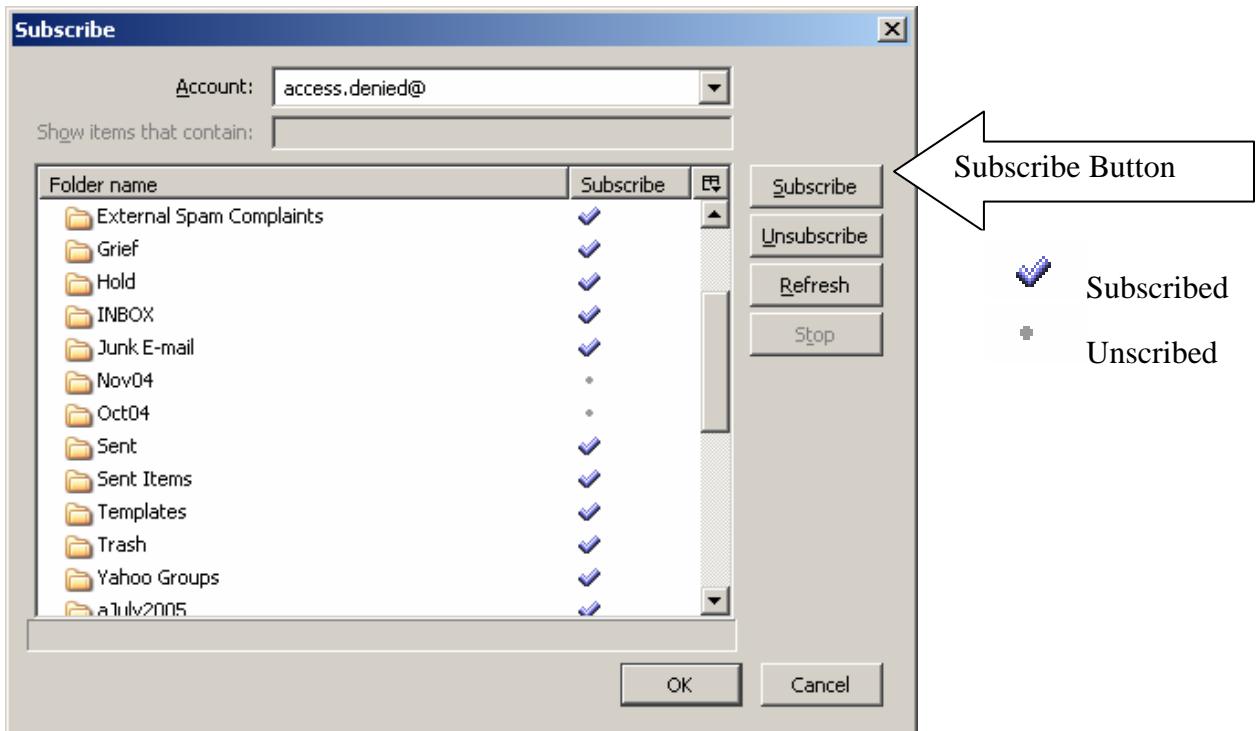 Subscribe
Account: access.denied@
Show items that contain:
Folder name Subscribe
External Spam Complaints
Grief
Hold
INBOX
Junk E-mail
Nov04
Oct04
Sent
Sent Items
Templates
Trash
Yahoo Groups
aJuly2005
Subscribe
Unsubscribe
Refresh
Stop
OK Cancel
Subscribe Button
Subscribed
Unscribed